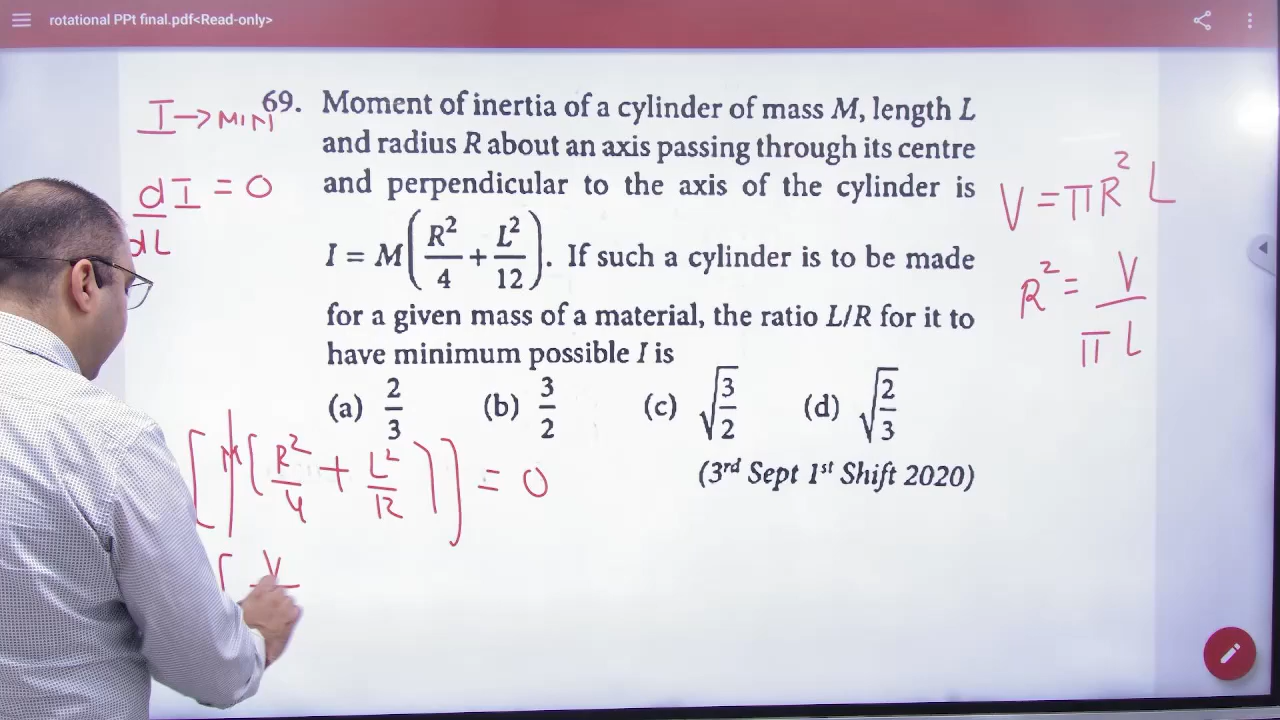 rotational PPt final.pdf<Read-only>
I → MINI
dI = 0
dL
69. Moment of inertia of a cylinder of mass M, length L
and radius R about an axis passing through its centre
and perpendicular to the axis of the cylinder is
I = M(R²/4 + L²/12). If such a cylinder is to be made
for a given mass of a material, the ratio L/R for it to
have minimum possible I is
(a) 2/3 (b) 3/2 (c) √3/2 (d) √2/3
(3rd Sept 1st Shift 2020)
V = πR² L
R² = V/πL
[M(R²/4 + L²/12)] = 0
[V